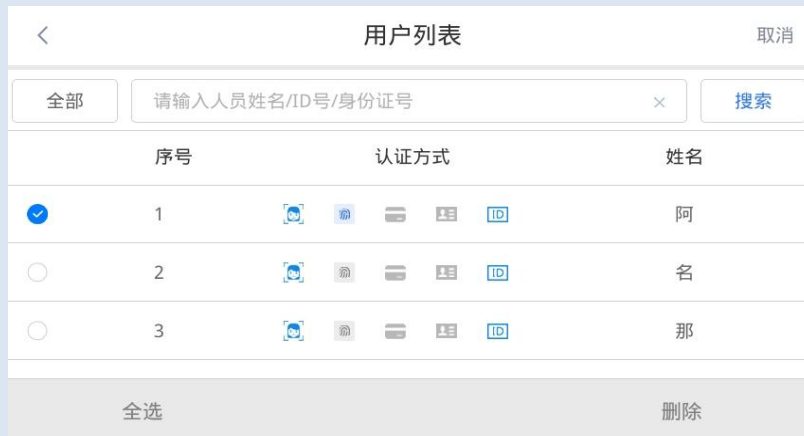 用户列表 取消
全部 请输入人员姓名/ID号/身份证号 × 搜索
序号 认证方式 姓名
1 ID 阿
2 ID 名
3 ID 那
全选 删除